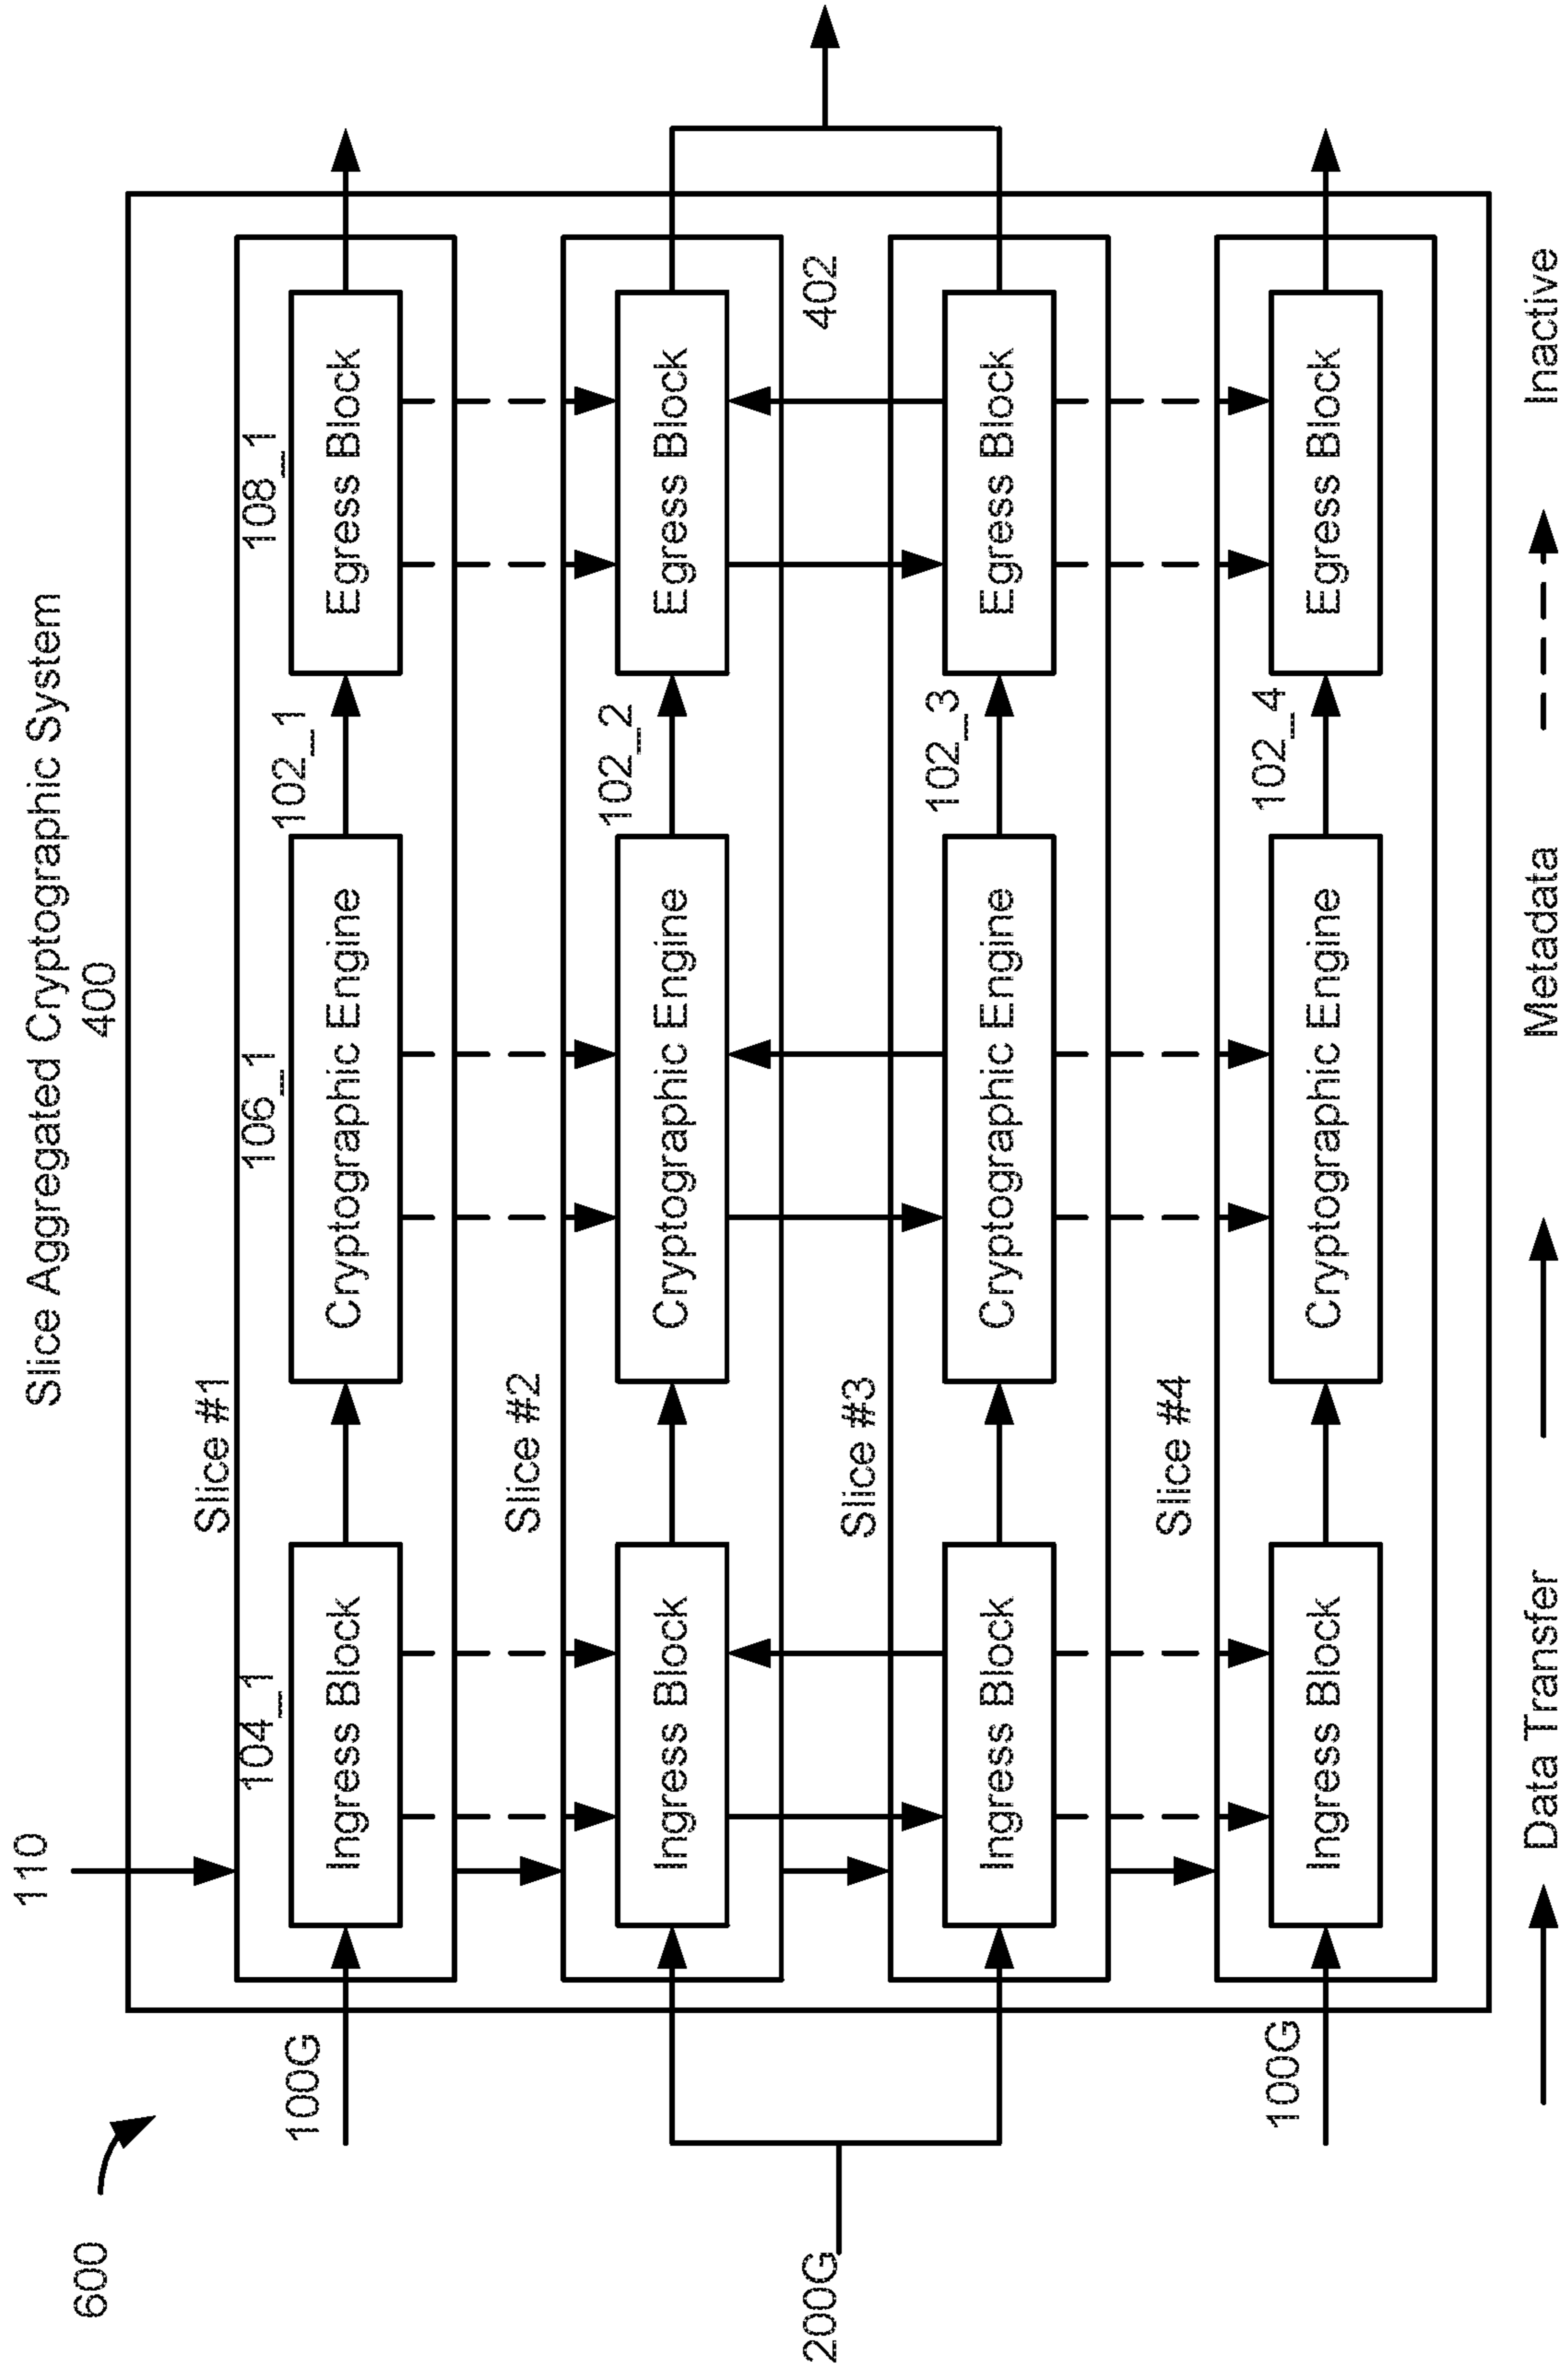 600
Slice Aggregated Cryptographic System
400
110
Slice #1
100G
104_1
Ingress Block
106_1
Cryptographic Engine
102_1
108_1
Egress Block
Slice #2
Ingress Block
Cryptographic Engine
102_2
Egress Block
200G
402
Slice #3
Ingress Block
Cryptographic Engine
102_3
Egress Block
Slice #4
100G
Ingress Block
Cryptographic Engine
102_4
Egress Block
Data Transfer
Metadata
Inactive